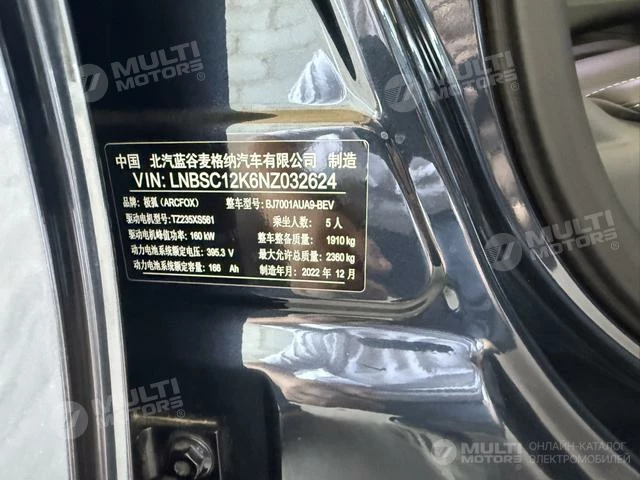 MULTI
MOTORS®
MULTI
MOTORS®
中国 北汽蓝谷麦格纳汽车有限公司 制造
VIN: LNBSC12K6NZ032624
品牌：极狐(ARCFOX) 整车型号：BJ7001AUA9-BEV
驱动电机型号：TZ235XS561 乘坐人数： 5 人
驱动电机峰值功率：160 kW 整车整备质量： 1910 kg
动力电池系统额定电压：395.3 V 最大允许总质量：2360 kg
动力电池系统额定容量：166 Ah 制造年月：2022 年 12 月
MULTI
MOTORS®
MULTI
MOTORS®
MULTI
MOTORS®
ОНЛАЙН-КАТАЛОГ
ЭЛЕКТРОМОБИЛЕЙ